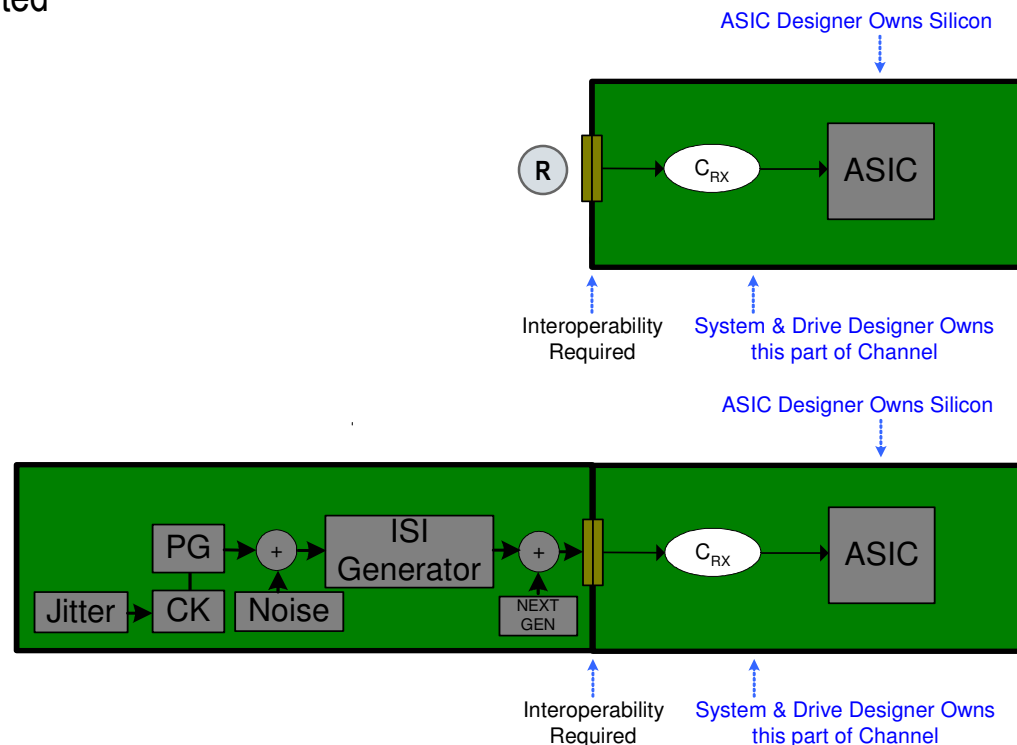 ASIC Designer Owns Silicon
R
C_RX
ASIC
Interoperability
Required
System & Drive Designer Owns
this part of Channel
ASIC Designer Owns Silicon
PG
+
ISI
Generator
+
C_RX
ASIC
Jitter
CK
Noise
NEXT
GEN
Interoperability
Required
System & Drive Designer Owns
this part of Channel